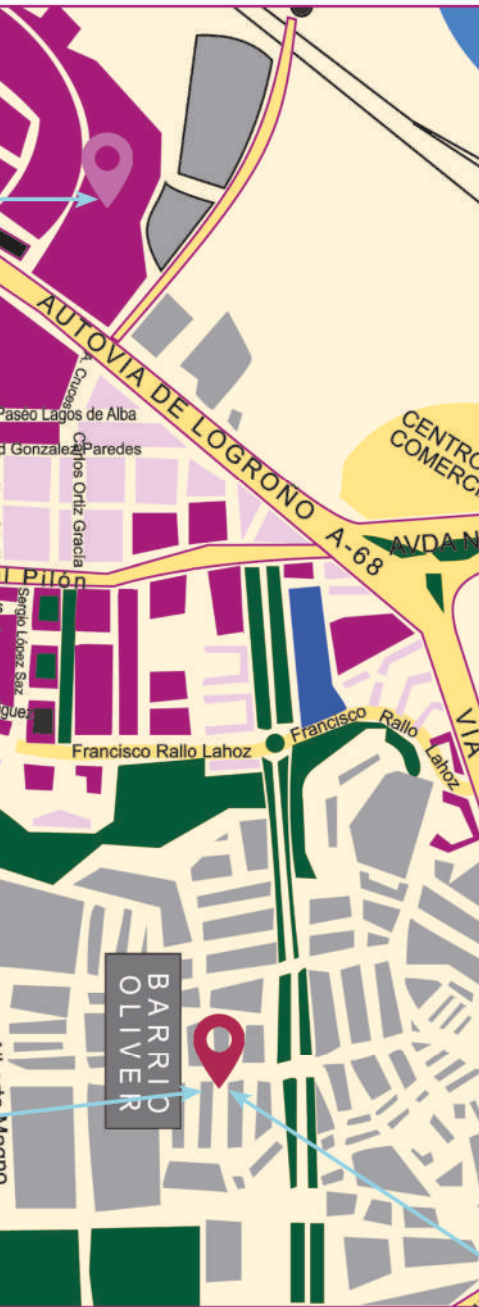 AUTOVIA DE LOGROÑO A-68
A. Cruces
Paseo Lagos de Alba
Gonzalez Paredes
Carlos Ortiz Gracia
CENTRO
AVDA
Pilón
Sergio López Saz
Francisco Rallo Lahoz
Francisco Rallo Lahoz
VIA
BARRIO
OLIVER
Magno